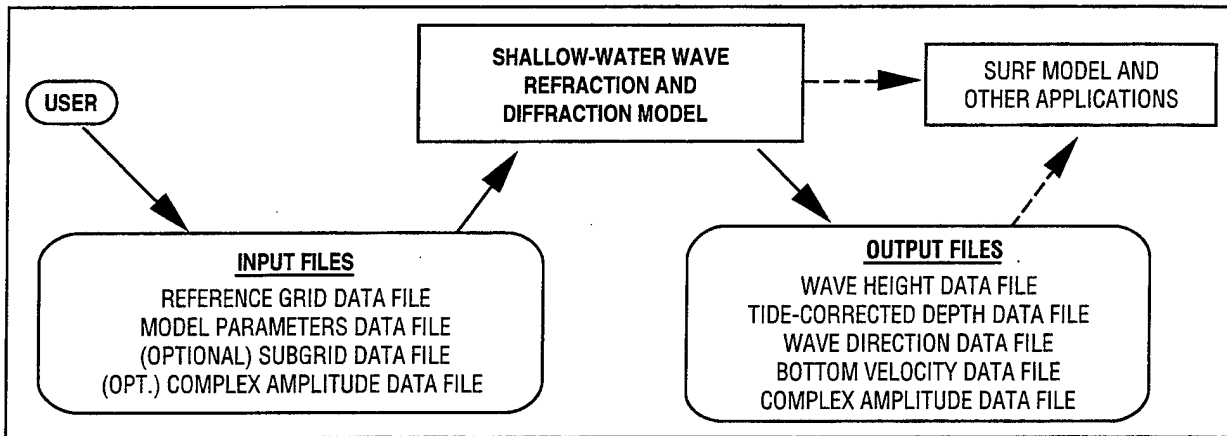 USER
SHALLOW-WATER WAVE
REFRACTION AND
DIFFRACTION MODEL
SURF MODEL AND
OTHER APPLICATIONS
INPUT FILES
REFERENCE GRID DATA FILE
MODEL PARAMETERS DATA FILE
(OPTIONAL) SUBGRID DATA FILE
(OPT.) COMPLEX AMPLITUDE DATA FILE
OUTPUT FILES
WAVE HEIGHT DATA FILE
TIDE-CORRECTED DEPTH DATA FILE
WAVE DIRECTION DATA FILE
BOTTOM VELOCITY DATA FILE
COMPLEX AMPLITUDE DATA FILE